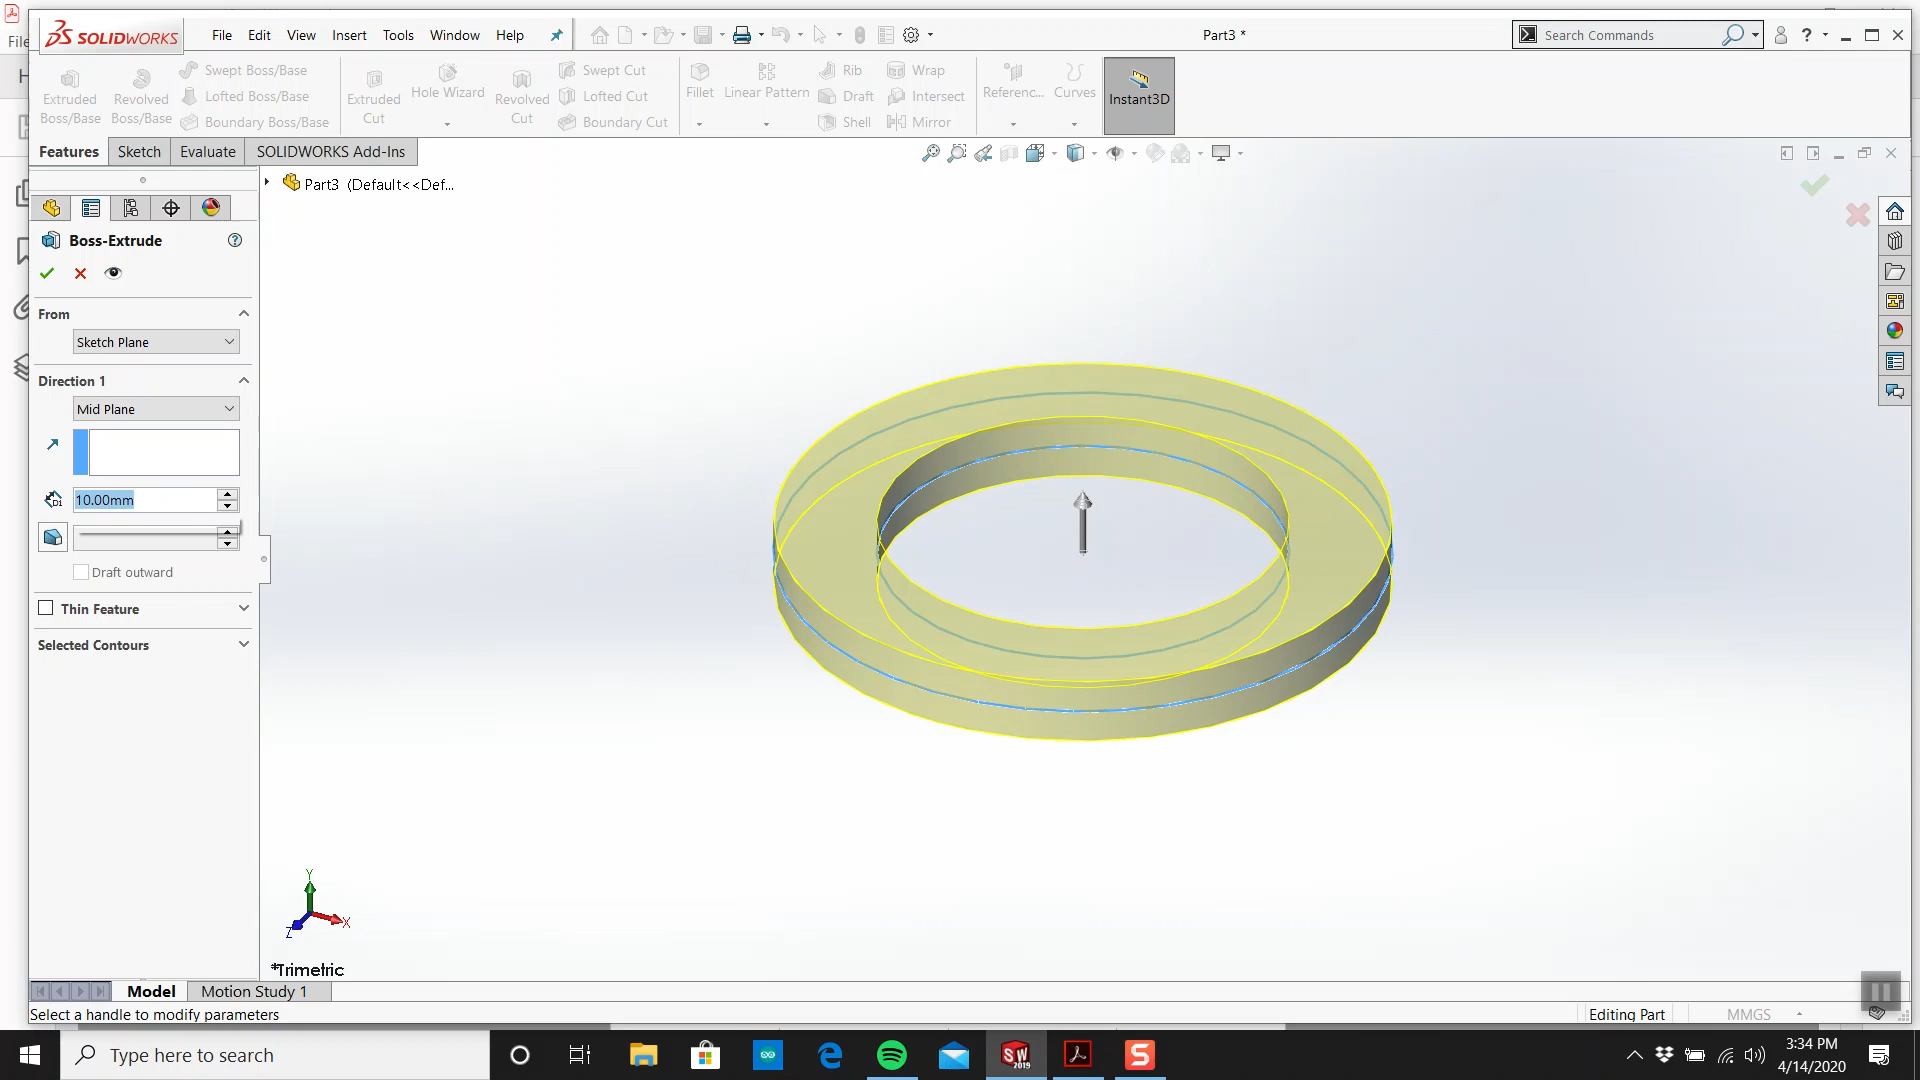 SOLIDWORKS
File Edit View Insert Tools Window Help
Part3 *
Search Commands
File
Extruded Boss/Base
Revolved Boss/Base
Swept Boss/Base
Lofted Boss/Base
Boundary Boss/Base
Extruded Cut
Hole Wizard
Revolved Cut
Swept Cut
Lofted Cut
Boundary Cut
Fillet
Linear Pattern
Rib
Draft
Shell
Wrap
Intersect
Mirror
Referenc...
Curves
Instant3D
Features Sketch Evaluate SOLIDWORKS Add-Ins
Part3 (Default<<Def...
Boss-Extrude
From
Sketch Plane
Direction 1
Mid Plane
D1
10.00mm
Draft outward
Thin Feature
Selected Contours
Y
X
Z
*Trimetric
Model Motion Study 1
Select a handle to modify parameters
Editing Part
MMGS
Type here to search
SW
2019
S
3:34 PM
4/14/2020